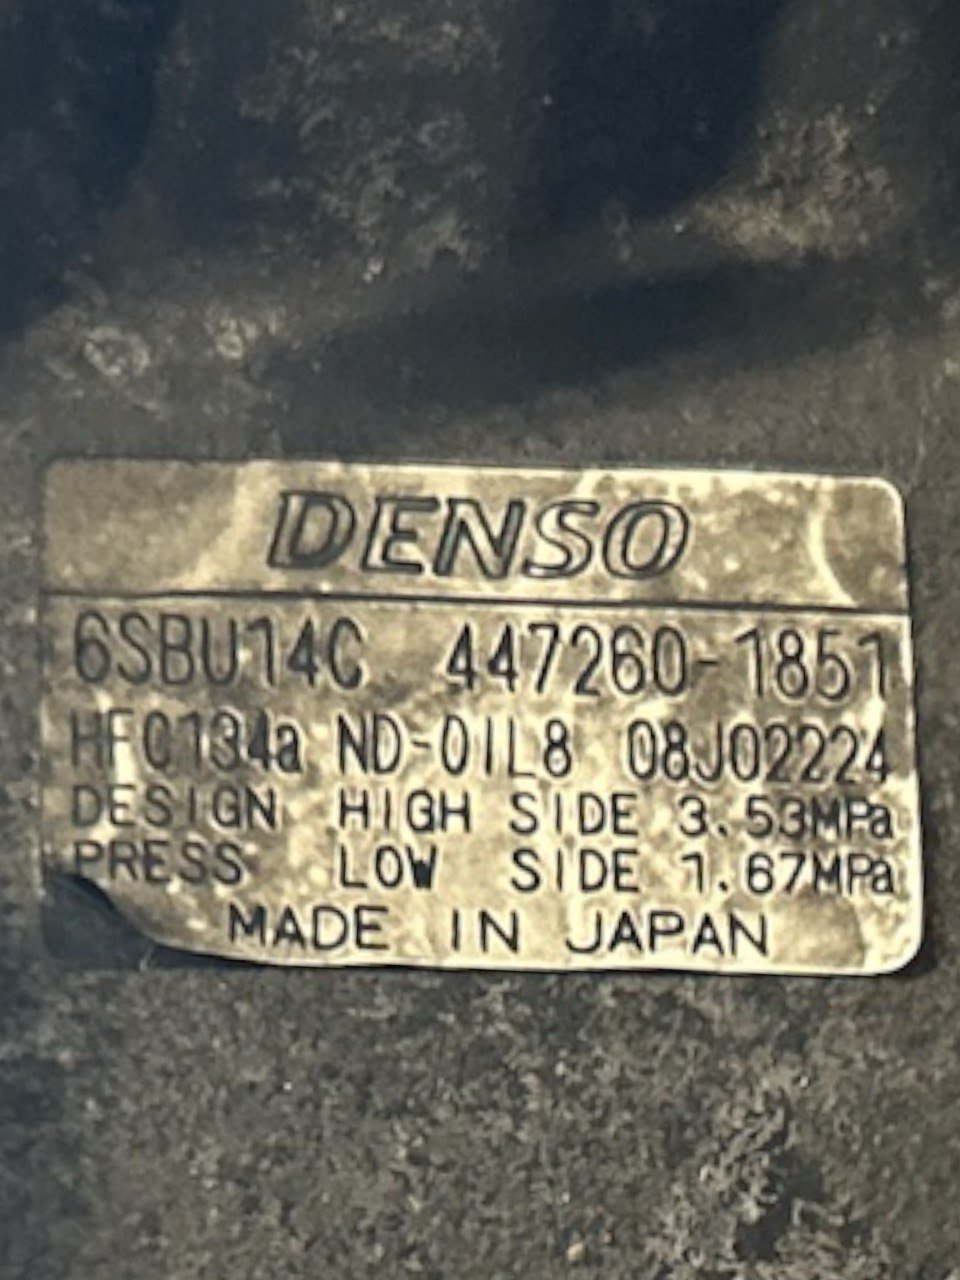 DENSO
6SBU14C 447260-1851
HFC134a ND-OIL8 08J02224
DESIGN HIGH SIDE 3.53MPa
PRESS LOW SIDE 1.67MPa
MADE IN JAPAN